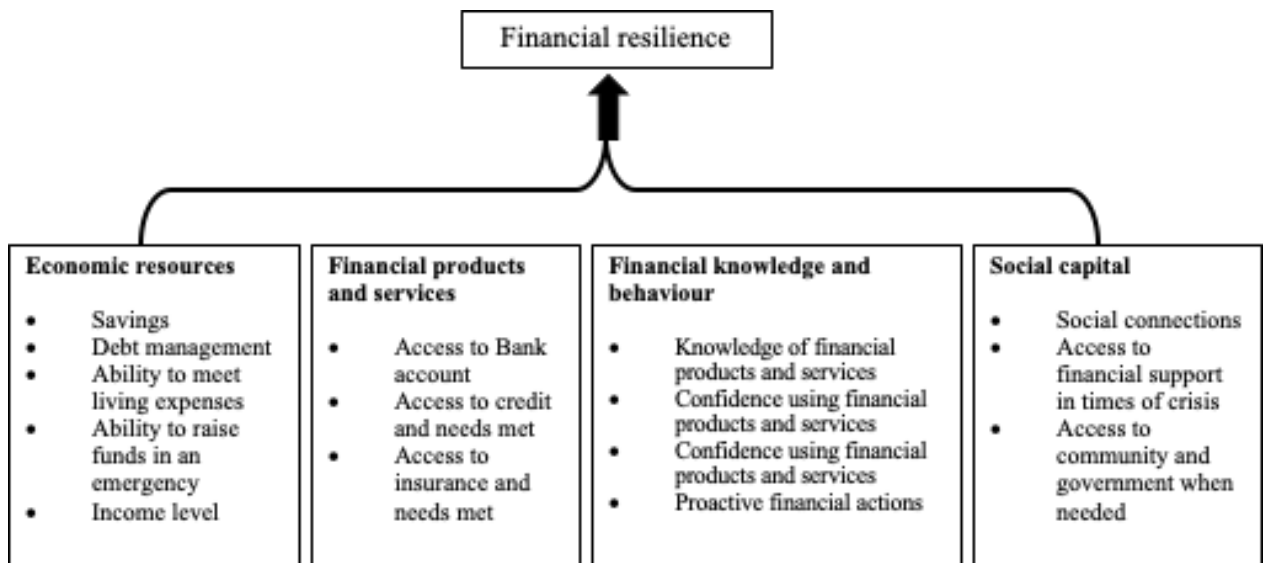 Financial resilience
Economic resources
• Savings
• Debt management
• Ability to meet
living expenses
• Ability to raise
funds in an
emergency
• Income level
Financial products
and services
• Access to Bank
account
• Access to credit
and needs met
• Access to
insurance and
needs met
Financial knowledge and
behaviour
• Knowledge of financial
products and services
• Confidence using financial
products and services
• Confidence using financial
products and services
• Proactive financial actions
Social capital
• Social connections
• Access to
financial support
in times of crisis
• Access to
community and
government when
needed